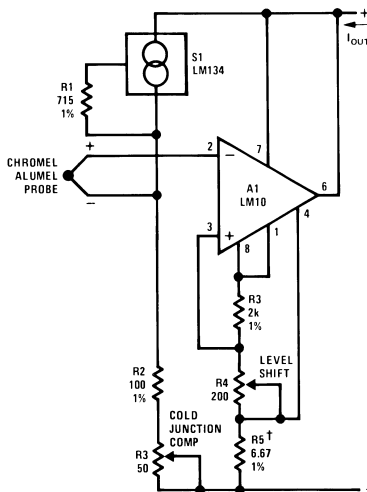 +
I OUT
S1
LM134
R1
715
1%
CHROMEL
ALUMEL
PROBE
+
−
2
−
7
A1
LM10
6
4
3
+
8
1
R3
2k
1%
LEVEL
SHIFT
R4
200
R2
100
1%
COLD
JUNCTION
COMP
R3
50
R5†
6.67
1%
−